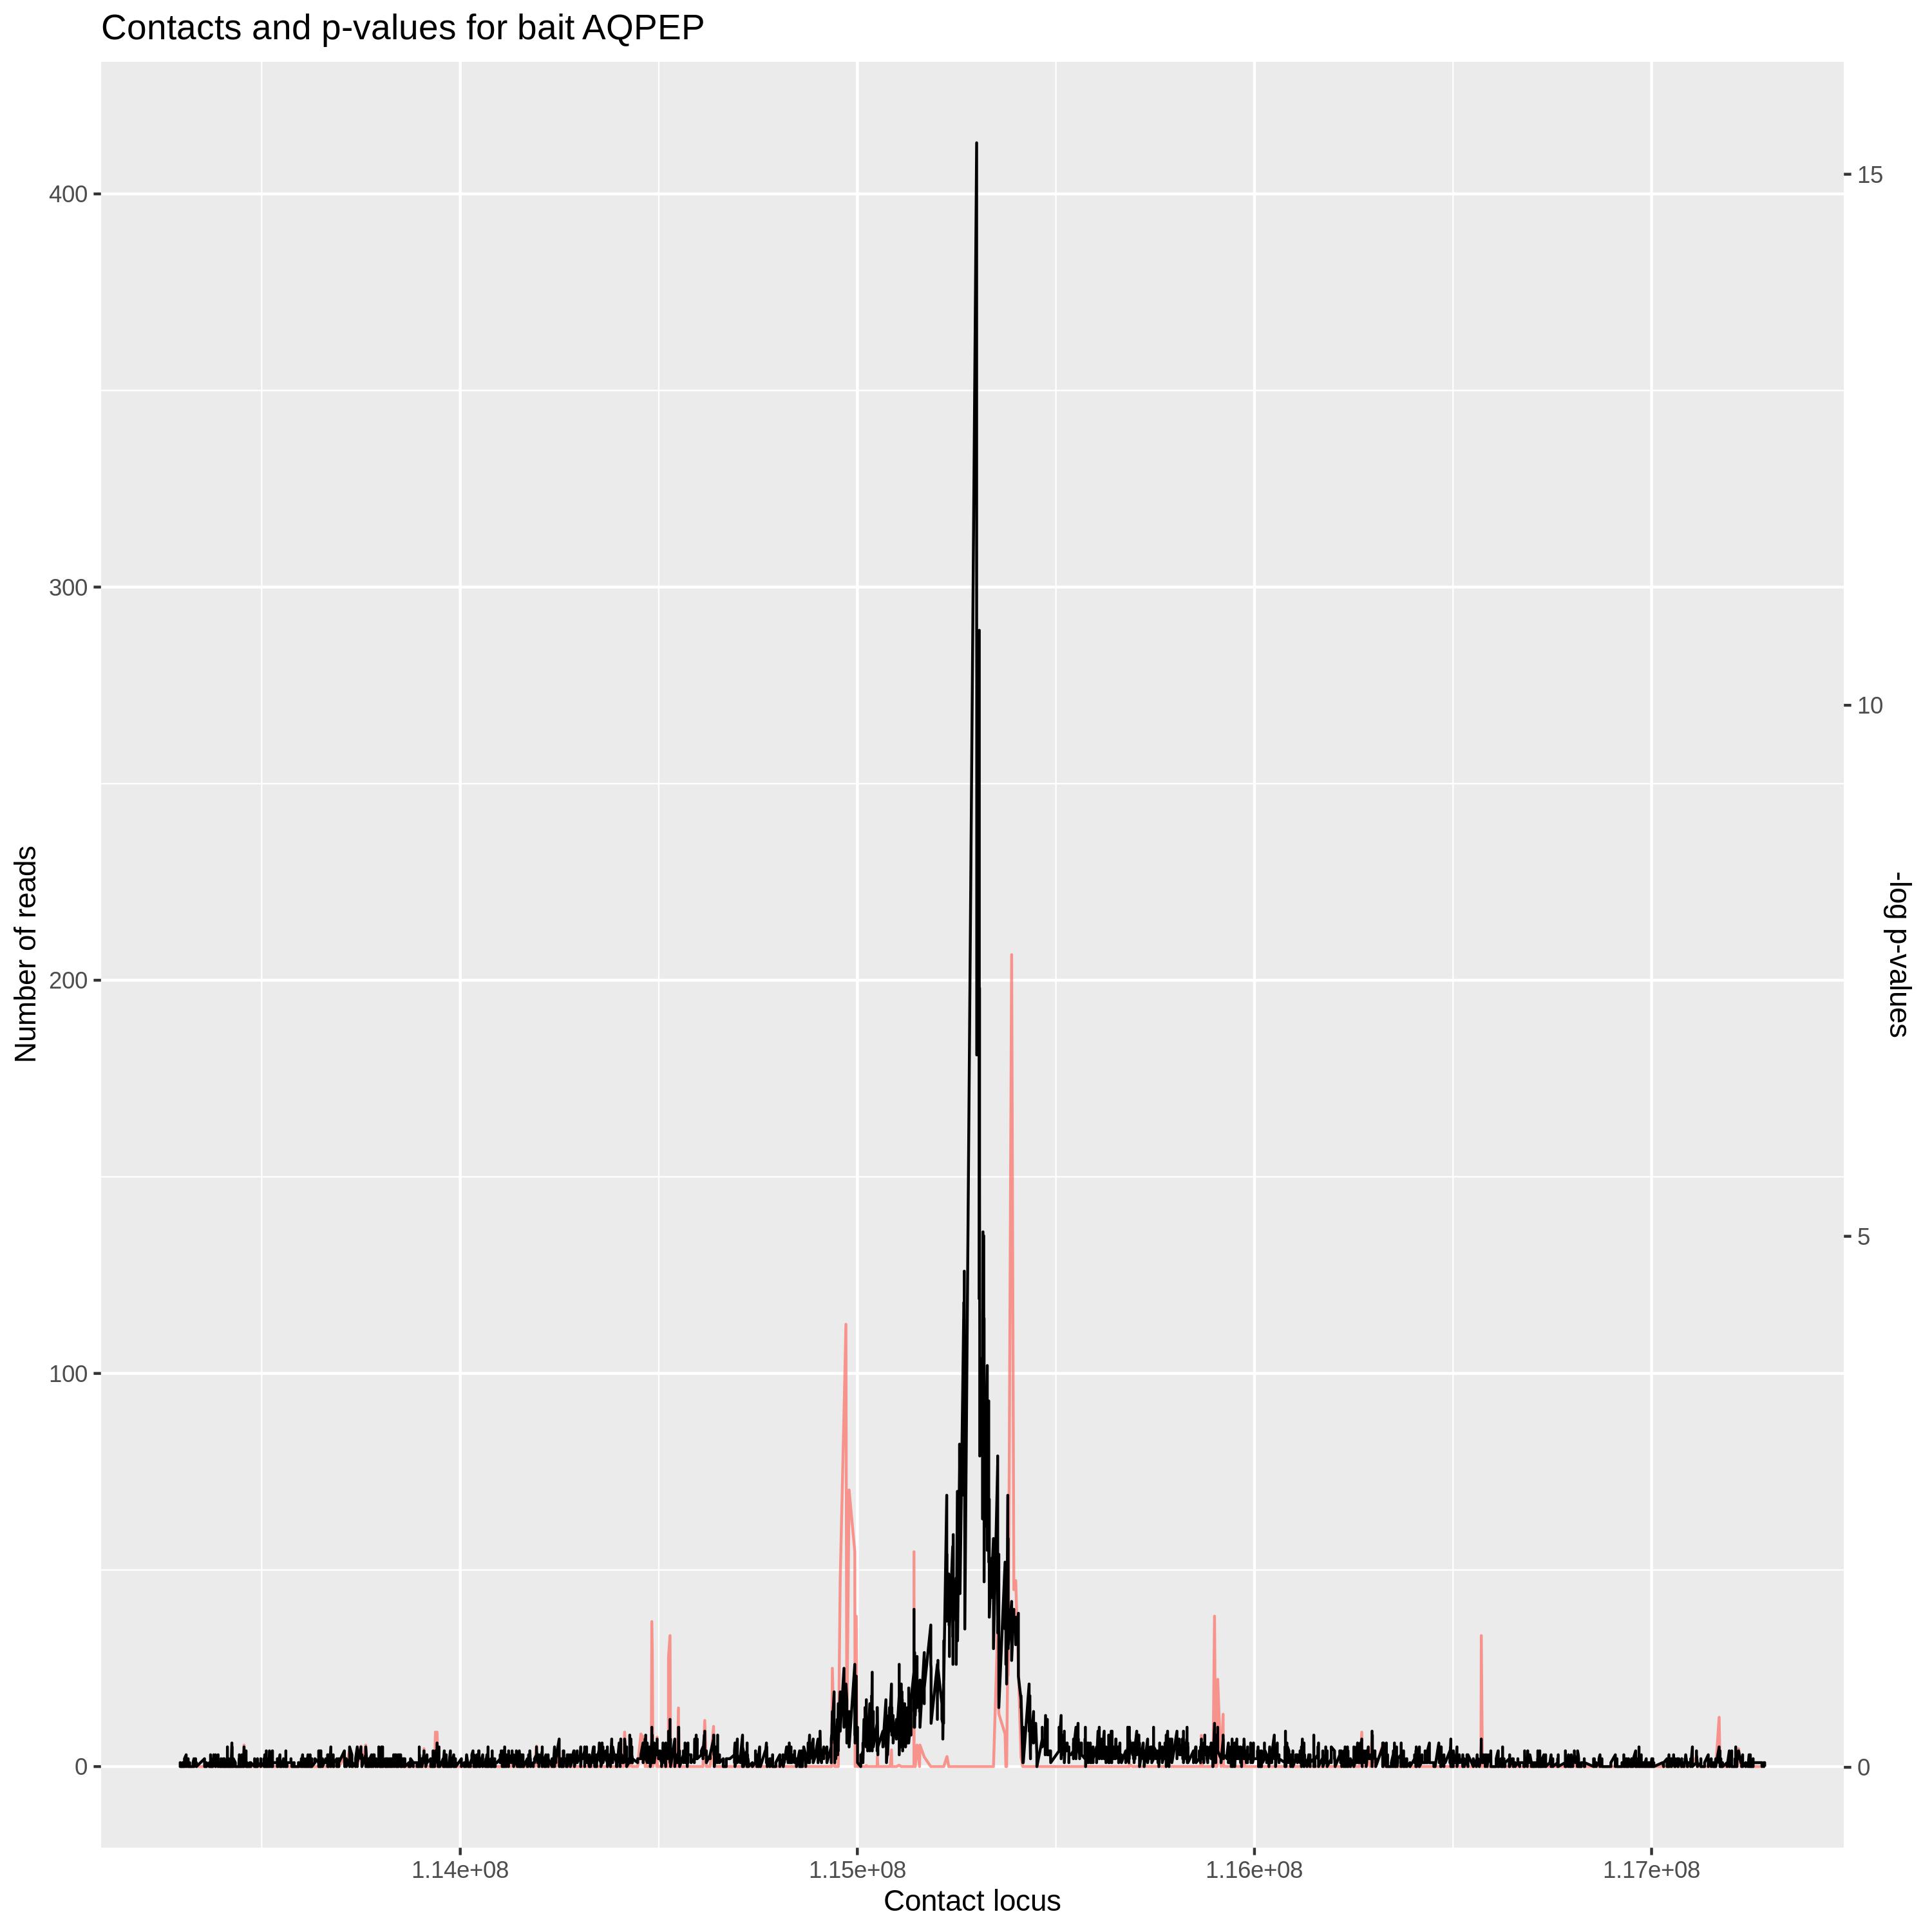 Contacts and p-values for bait AQPEP
400
300
200
100
0
15
10
5
0
Number of reads
-log p-values
1.14e+08
1.15e+08
1.16e+08
1.17e+08
Contact locus